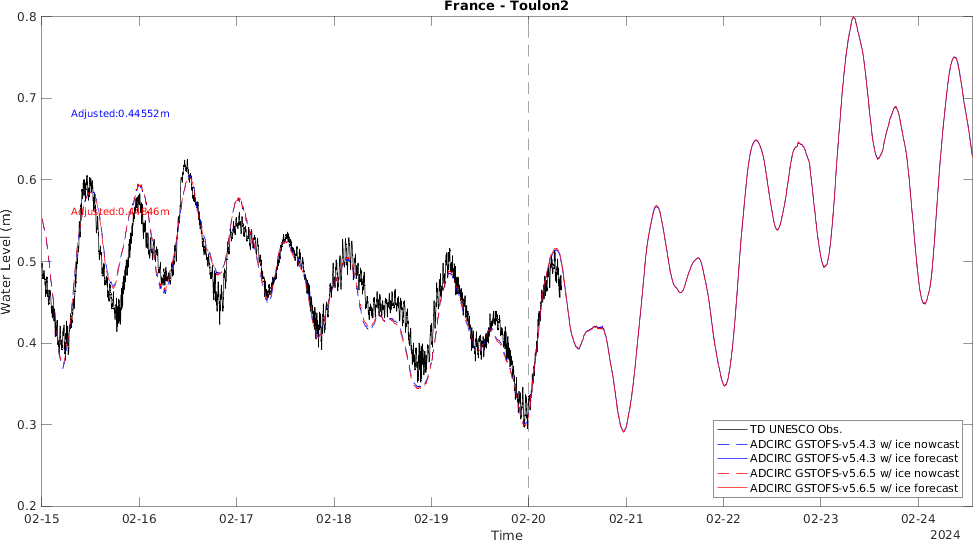 France - Toulon2
Water Level (m)
0.8
0.7
0.6
0.5
0.4
0.3
0.2
Adjusted:0.44552m
TD UNESCO Obs.
ADCIRC GSTOFS-v5.4.3 w/ ice nowcast
ADCIRC GSTOFS-v5.4.3 w/ ice forecast
ADCIRC GSTOFS-v5.6.5 w/ ice nowcast
ADCIRC GSTOFS-v5.6.5 w/ ice forecast
02-15 02-16 02-17 02-18 02-19 02-20 02-21 02-22 02-23 02-24
Time
2024